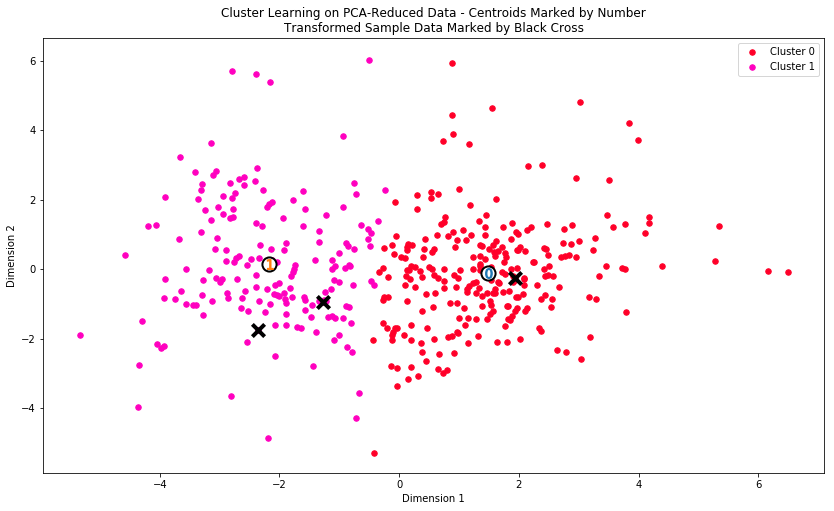 Cluster Learning on PCA-Reduced Data - Centroids Marked by Number
Transformed Sample Data Marked by Black Cross
Cluster 0
Cluster 1
6
4
2
0
−2
−4
Dimension 2
1
0
−4
−2
0
2
4
6
Dimension 1